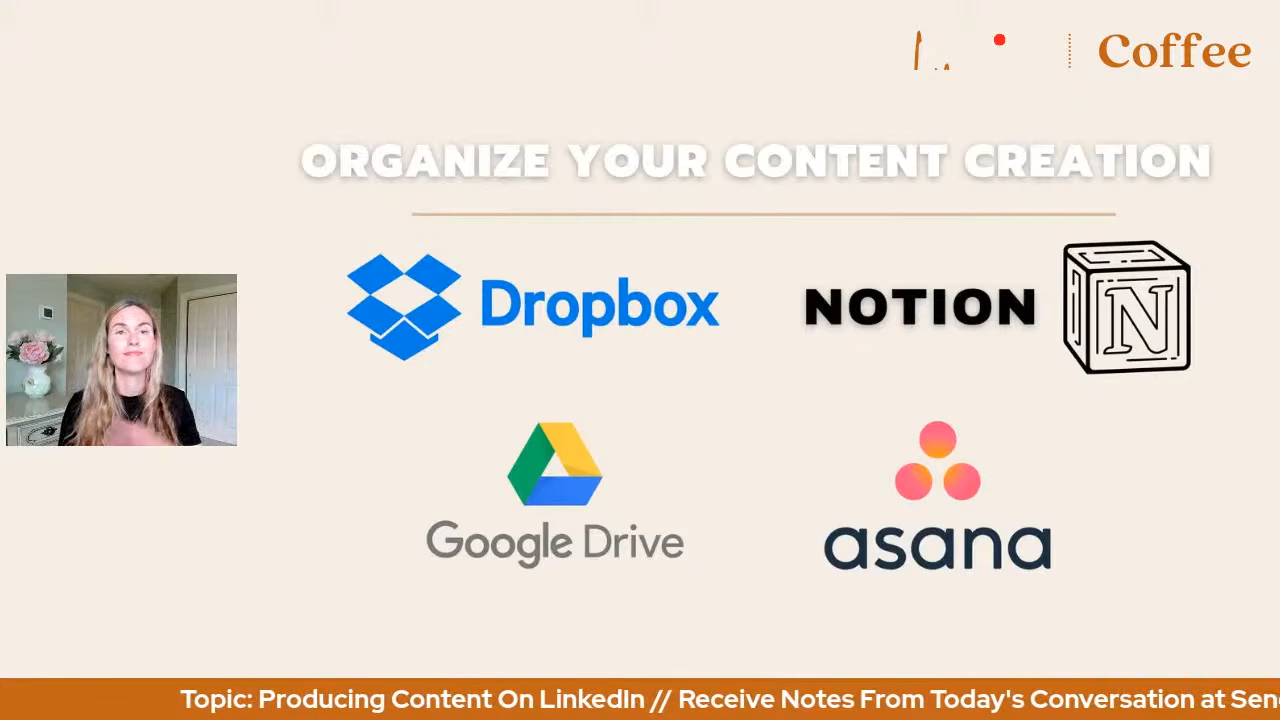 Coffee
ORGANIZE YOUR CONTENT CREATION
Dropbox
NOTION
N
Google Drive
asana
Topic: Producing Content On LinkedIn // Receive Notes From Today's Conversation at